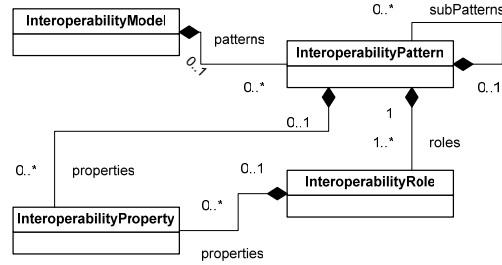 0..*
subPatterns
InteroperabilityModel
patterns
InteroperabilityPattern
0..1
0..*
0..1
0..1
1
1..*
roles
0..*
properties
0..1
InteroperabilityRole
0..*
InteroperabilityProperty
properties